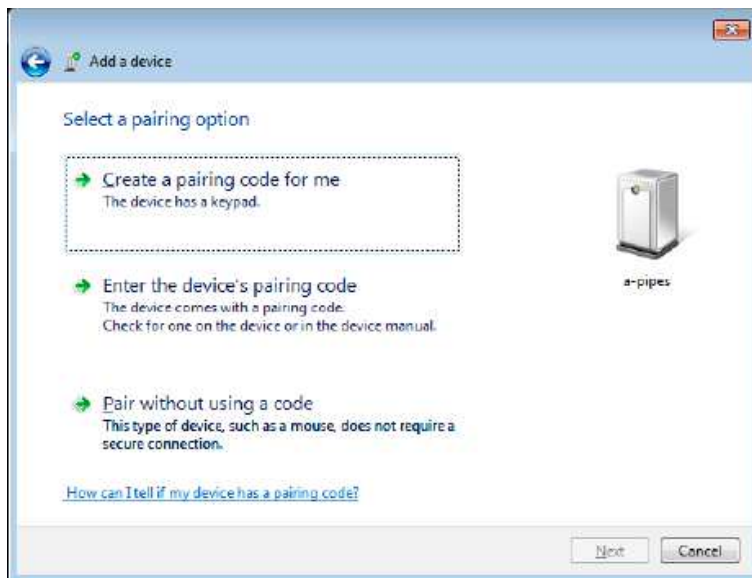 Add a device
Select a pairing option
Create a pairing code for me
The device has a keypad.
a-pipes
Enter the device's pairing code
The device comes with a pairing code.
Check for one on the device or in the device manual.
Pair without using a code
This type of device, such as a mouse, does not require a
secure connection.
How can I tell if my device has a pairing code?
Next
Cancel